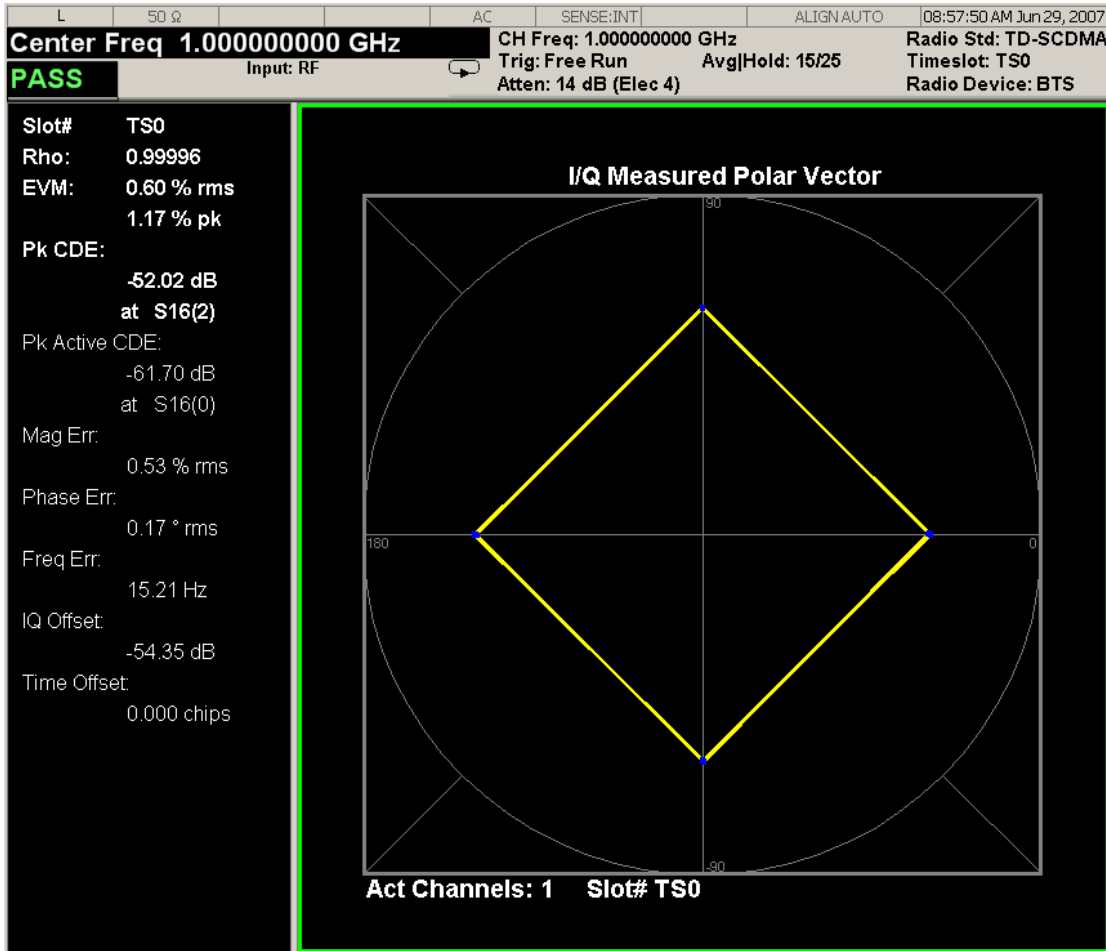 L 50 Ω AC SENSE:INT ALIGN AUTO 08:57:50 AM Jun 29, 2007
Center Freq 1.000000000 GHz
PASS
Input: RF
CH Freq: 1.000000000 GHz
Trig: Free Run Avg|Hold: 15/25
Atten: 14 dB (Elec 4)
Radio Std: TD-SCDMA
Timeslot: TS0
Radio Device: BTS
Slot# TS0
Rho: 0.99996
EVM: 0.60 % rms
1.17 % pk
Pk CDE:
-52.02 dB
at S16(2)
Pk Active CDE:
-61.70 dB
at S16(0)
Mag Err:
0.53 % rms
Phase Err:
0.17 ° rms
Freq Err:
15.21 Hz
IQ Offset:
-54.35 dB
Time Offset:
0.000 chips
I/Q Measured Polar Vector
90
180
0
-90
Act Channels: 1 Slot# TS0